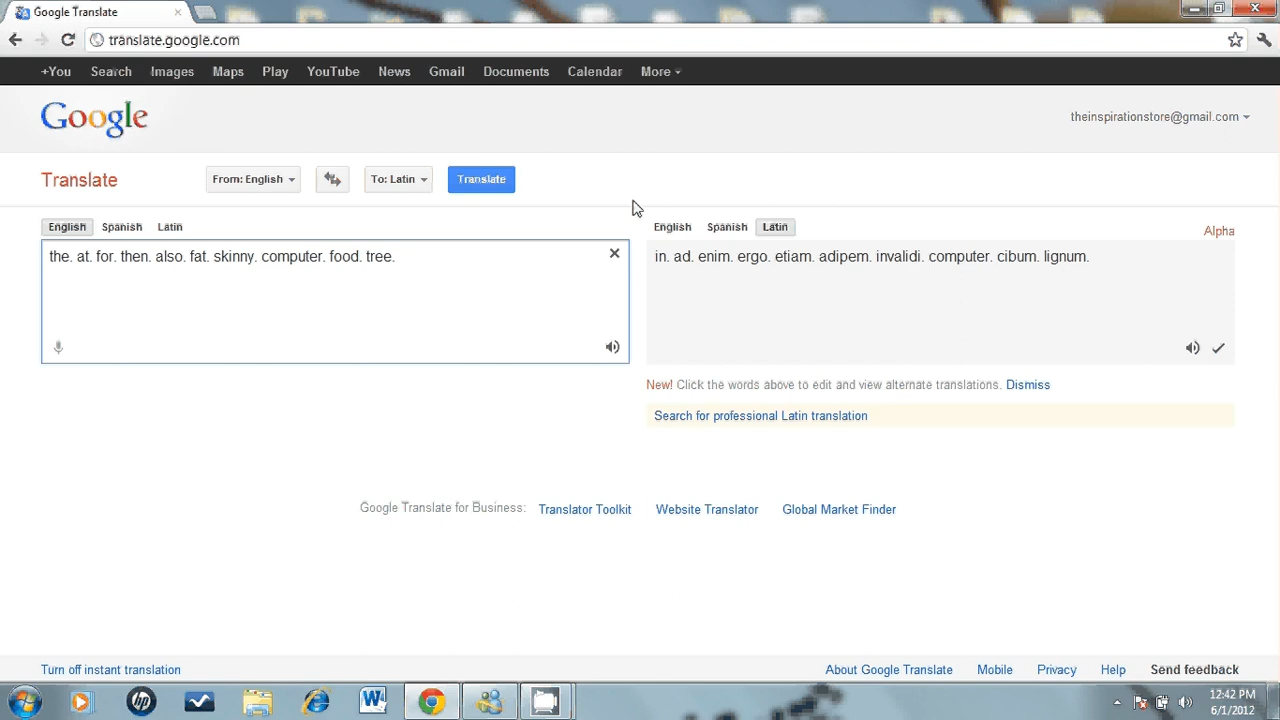 Google Translate
translate.google.com
+You Search Images Maps Play YouTube News Gmail Documents Calendar More
Google
theinspirationstore@gmail.com
Translate From: English To: Latin Translate
English Spanish Latin English Spanish Latin
Alpha
the. at. for. then. also. fat. skinny. computer. food. tree.
in. ad. enim. ergo. etiam. adipem. invalidi. computer. cibum. lignum.
New! Click the words above to edit and view alternate translations. Dismiss
Search for professional Latin translation
Google Translate for Business: Translator Toolkit Website Translator Global Market Finder
Turn off instant translation About Google Translate Mobile Privacy Help Send feedback
hp W
12:42 PM
6/1/2012